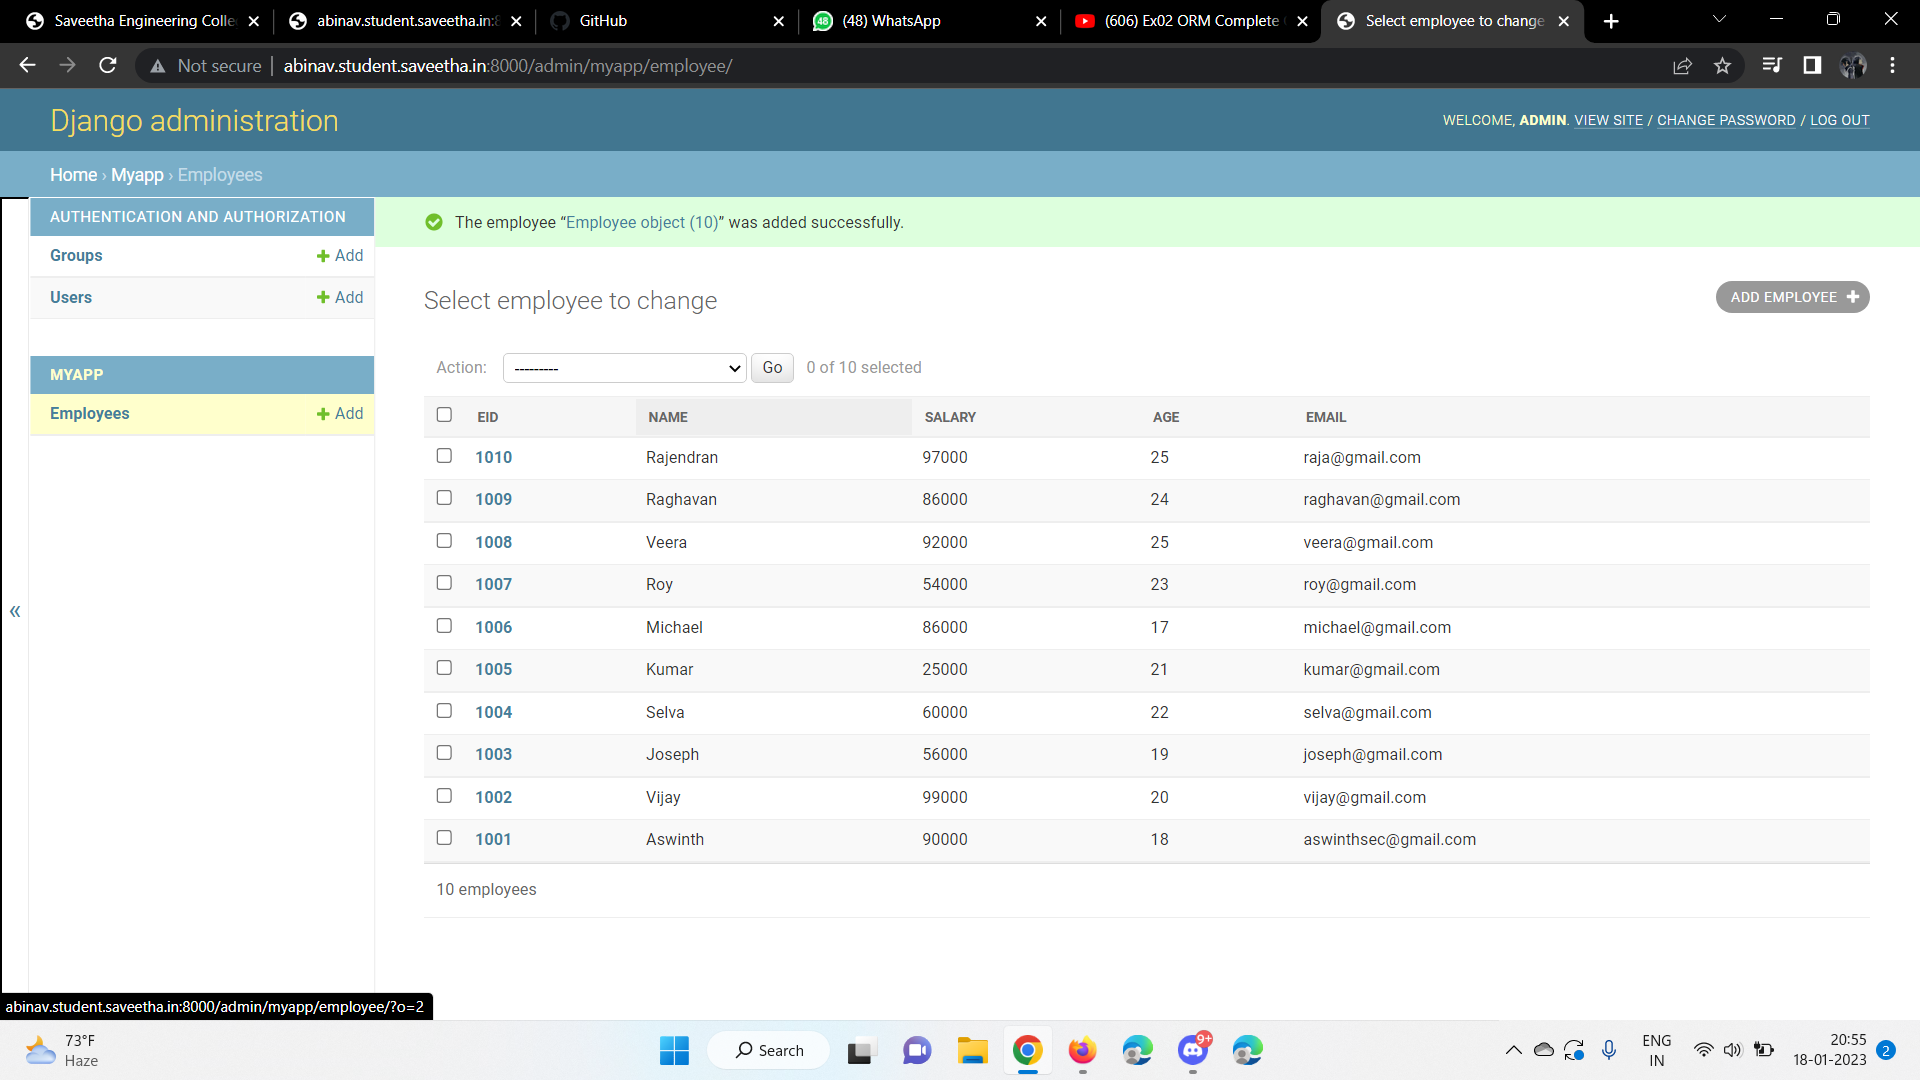 Saveetha Engineering Colle
abinav.student.saveetha.in:8
GitHub
(48) WhatsApp
(606) Ex02 ORM Complete
Select employee to change
Not secure
abinav.student.saveetha.in:8000/admin/myapp/employee/
Django administration
WELCOME, ADMIN. VIEW SITE / CHANGE PASSWORD / LOG OUT
Home › Myapp › Employees
AUTHENTICATION AND AUTHORIZATION
Groups + Add
Users + Add
MYAPP
Employees + Add
«
The employee “Employee object (10)” was added successfully.
Select employee to change
ADD EMPLOYEE +
Action: --------- Go 0 of 10 selected
EID NAME SALARY AGE EMAIL
1010 Rajendran 97000 25 raja@gmail.com
1009 Raghavan 86000 24 raghavan@gmail.com
1008 Veera 92000 25 veera@gmail.com
1007 Roy 54000 23 roy@gmail.com
1006 Michael 86000 17 michael@gmail.com
1005 Kumar 25000 21 kumar@gmail.com
1004 Selva 60000 22 selva@gmail.com
1003 Joseph 56000 19 joseph@gmail.com
1002 Vijay 99000 20 vijay@gmail.com
1001 Aswinth 90000 18 aswinthsec@gmail.com
10 employees
abinav.student.saveetha.in:8000/admin/myapp/employee/?o=2
73°F
Haze
Search
9+
ENG
IN
20:55
18-01-2023
2